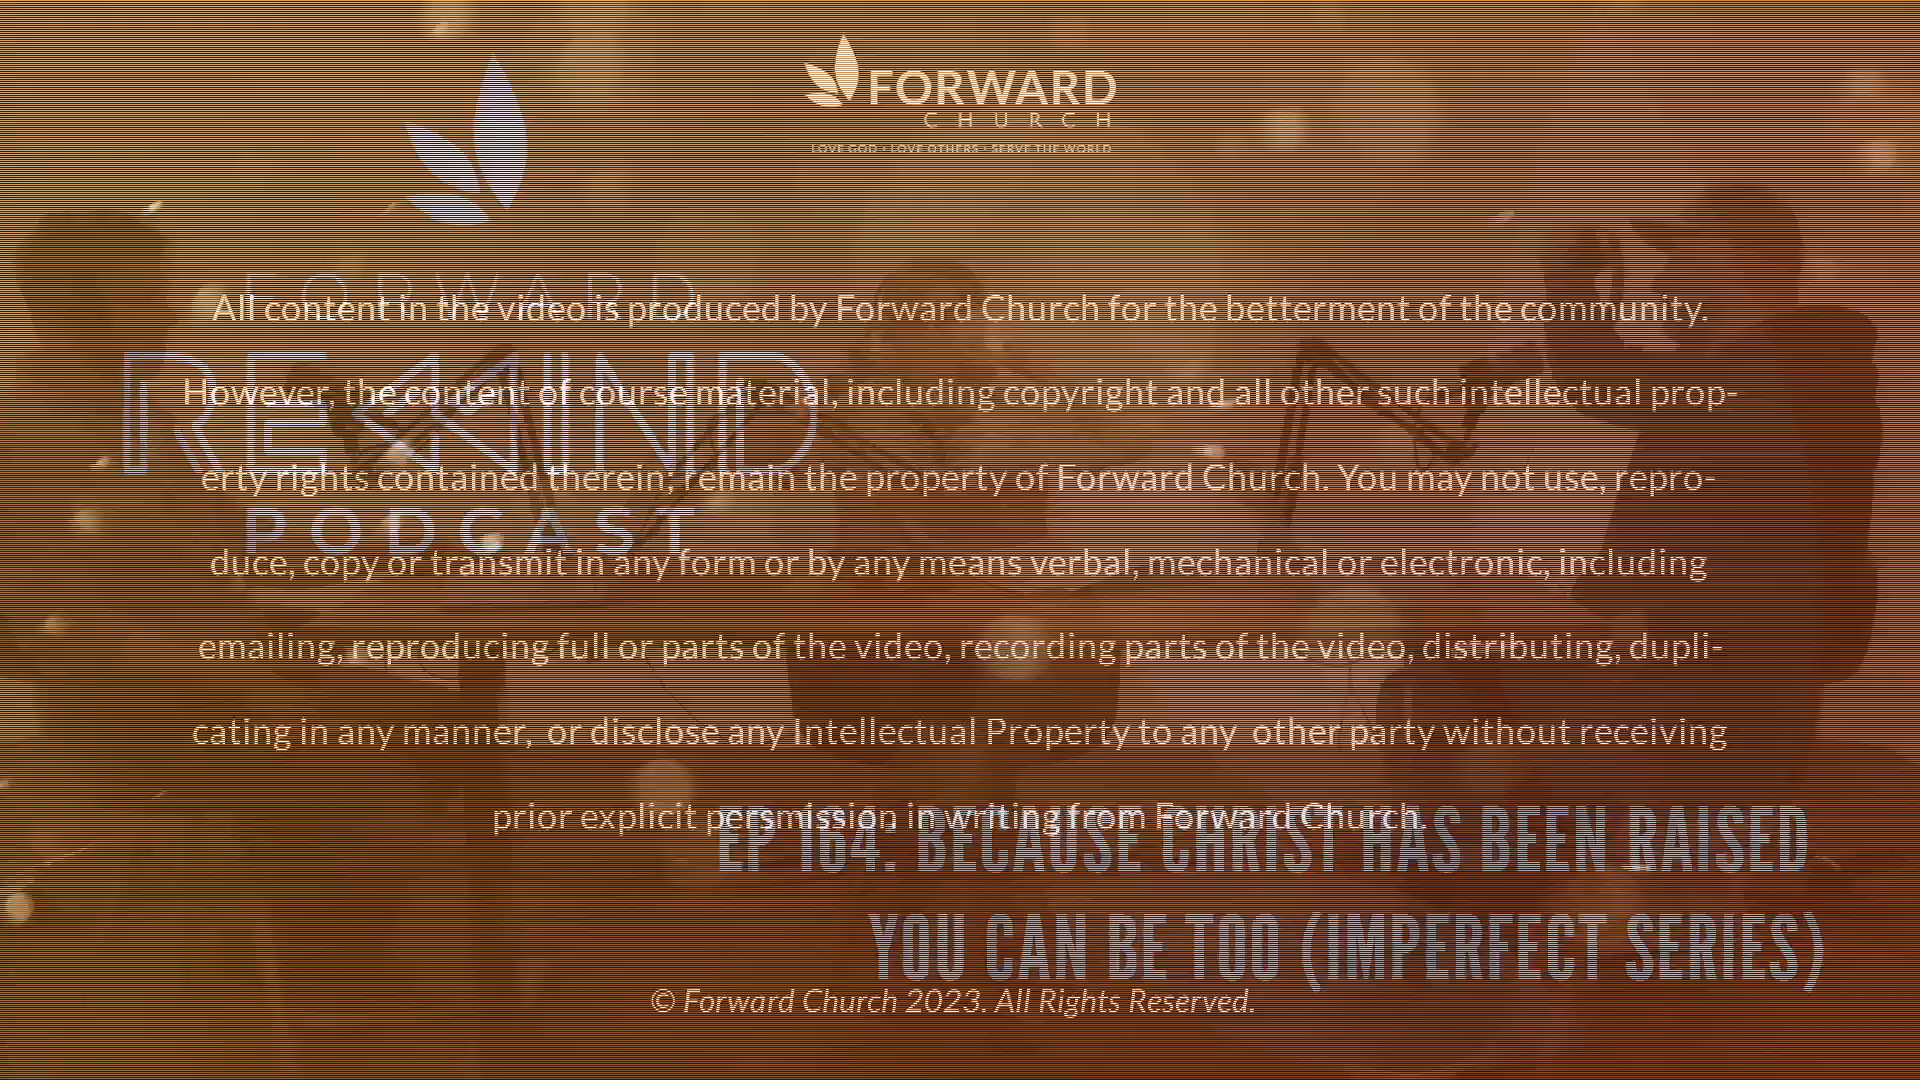 FORWARD
CHURCH
LOVE GOD • LOVE OTHERS • SERVE THE WORLD
FORWARD
REWIND
PODCAST
All content in the video is produced by Forward Church for the betterment of the community.
However, the content of course material, including copyright and all other such intellectual prop-
erty rights contained therein; remain the property of Forward Church. You may not use, repro-
duce, copy or transmit in any form or by any means verbal, mechanical or electronic, including
emailing, reproducing full or parts of the video, recording parts of the video, distributing, dupli-
cating in any manner, or disclose any Intellectual Property to any other party without receiving
prior explicit persmission in writing from Forward Church.
EP 164: BECAUSE CHRIST HAS BEEN RAISED
YOU CAN BE TOO (IMPERFECT SERIES)
© Forward Church 2023. All Rights Reserved.